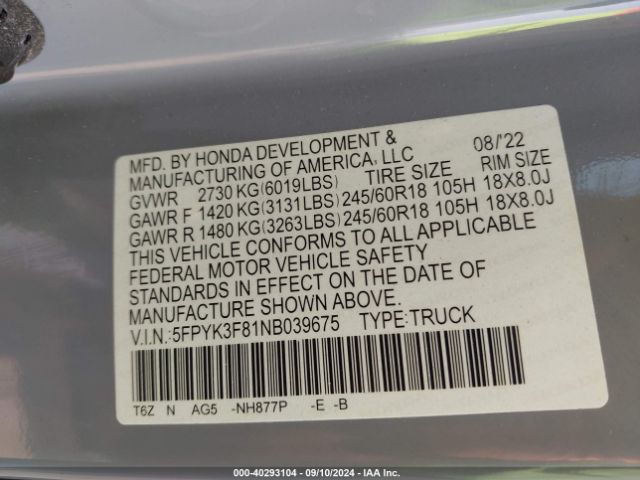 MFD. BY HONDA DEVELOPMENT &
MANUFACTURING OF AMERICA, LLC 08/'22
GVWR 2730 KG(6019LBS) TIRE SIZE RIM SIZE
GAWR F 1420 KG(3131LBS) 245/60R18 105H 18X8.0J
GAWR R 1480 KG(3263LBS) 245/60R18 105H 18X8.0J
THIS VEHICLE CONFORMS TO ALL APPLICABLE
FEDERAL MOTOR VEHICLE SAFETY
STANDARDS IN EFFECT ON THE DATE OF
MANUFACTURE SHOWN ABOVE.
V.I.N.:5FPYK3F81NB039675 TYPE:TRUCK
T6Z N AG5 -NH877P -E -B
000-40293104 - 09/10/2024 - IAA Inc.